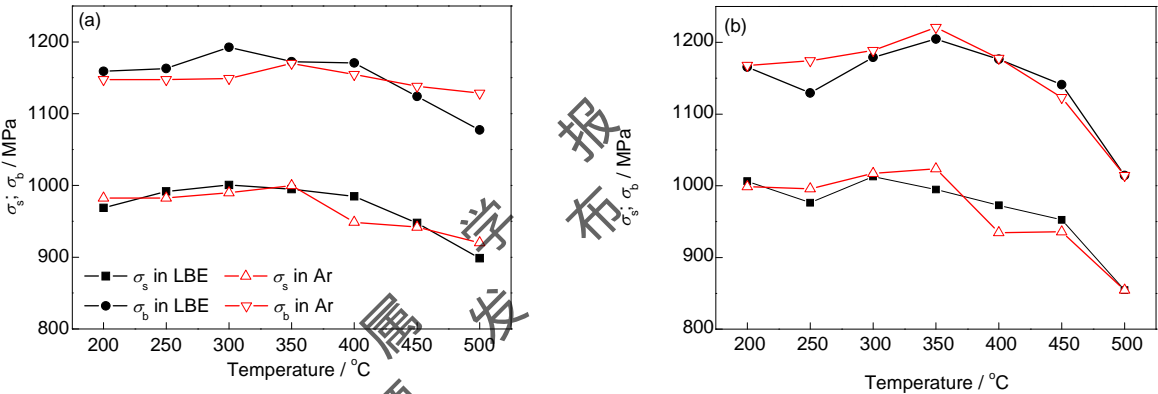 (a)
1200
1100
1000
900
800
σs; σb / MPa
σs in LBE
σs in Ar
σb in LBE
σb in Ar
200 250 300 350 400 450 500
Temperature / °C
(b)
1200
1100
1000
900
800
σs; σb / MPa
200 250 300 350 400 450 500
Temperature / °C
属 学 报
发 布